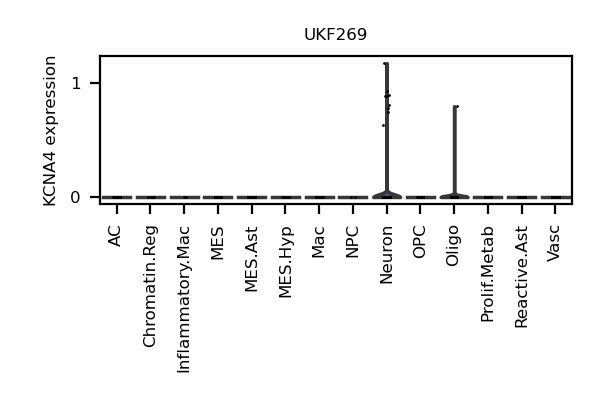 UKF269
KCNA4 expression
1
0
AC
Chromatin.Reg
Inflammatory.Mac
MES
MES.Ast
MES.Hyp
Mac
NPC
Neuron
OPC
Oligo
Prolif.Metab
Reactive.Ast
Vasc